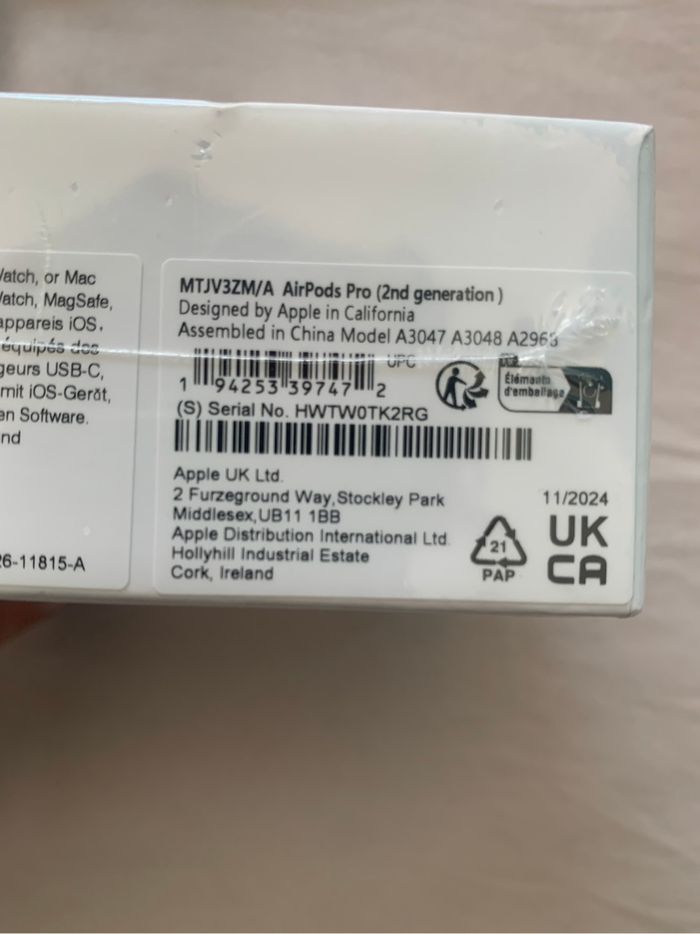 Watch, or Mac
Watch, MagSafe,
appareis iOS,
équipés des
geurs USB-C,
mit iOS-Gerät,
en Software.
nd
26-11815-A
MTJV3ZM/A AirPods Pro (2nd generation)
Designed by Apple in California
Assembled in China Model A3047 A3048 A2968
UPC
1 94253 39747 2
Éléments
d'emballage
(S) Serial No. HWTW0TK2RG
Apple UK Ltd.
2 Furzeground Way, Stockley Park
Middlesex, UB11 1BB
Apple Distribution International Ltd.
Hollyhill Industrial Estate
Cork, Ireland
21
PAP
11/2024
UK
CA